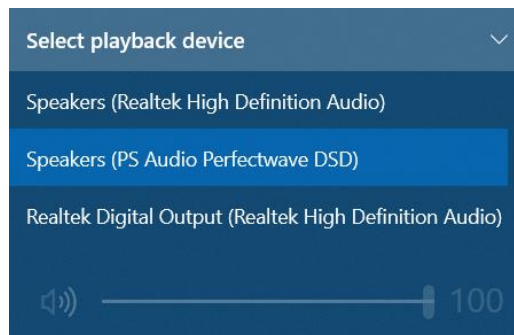 Select playback device
Speakers (Realtek High Definition Audio)
Speakers (PS Audio Perfectwave DSD)
Realtek Digital Output (Realtek High Definition Audio)
100